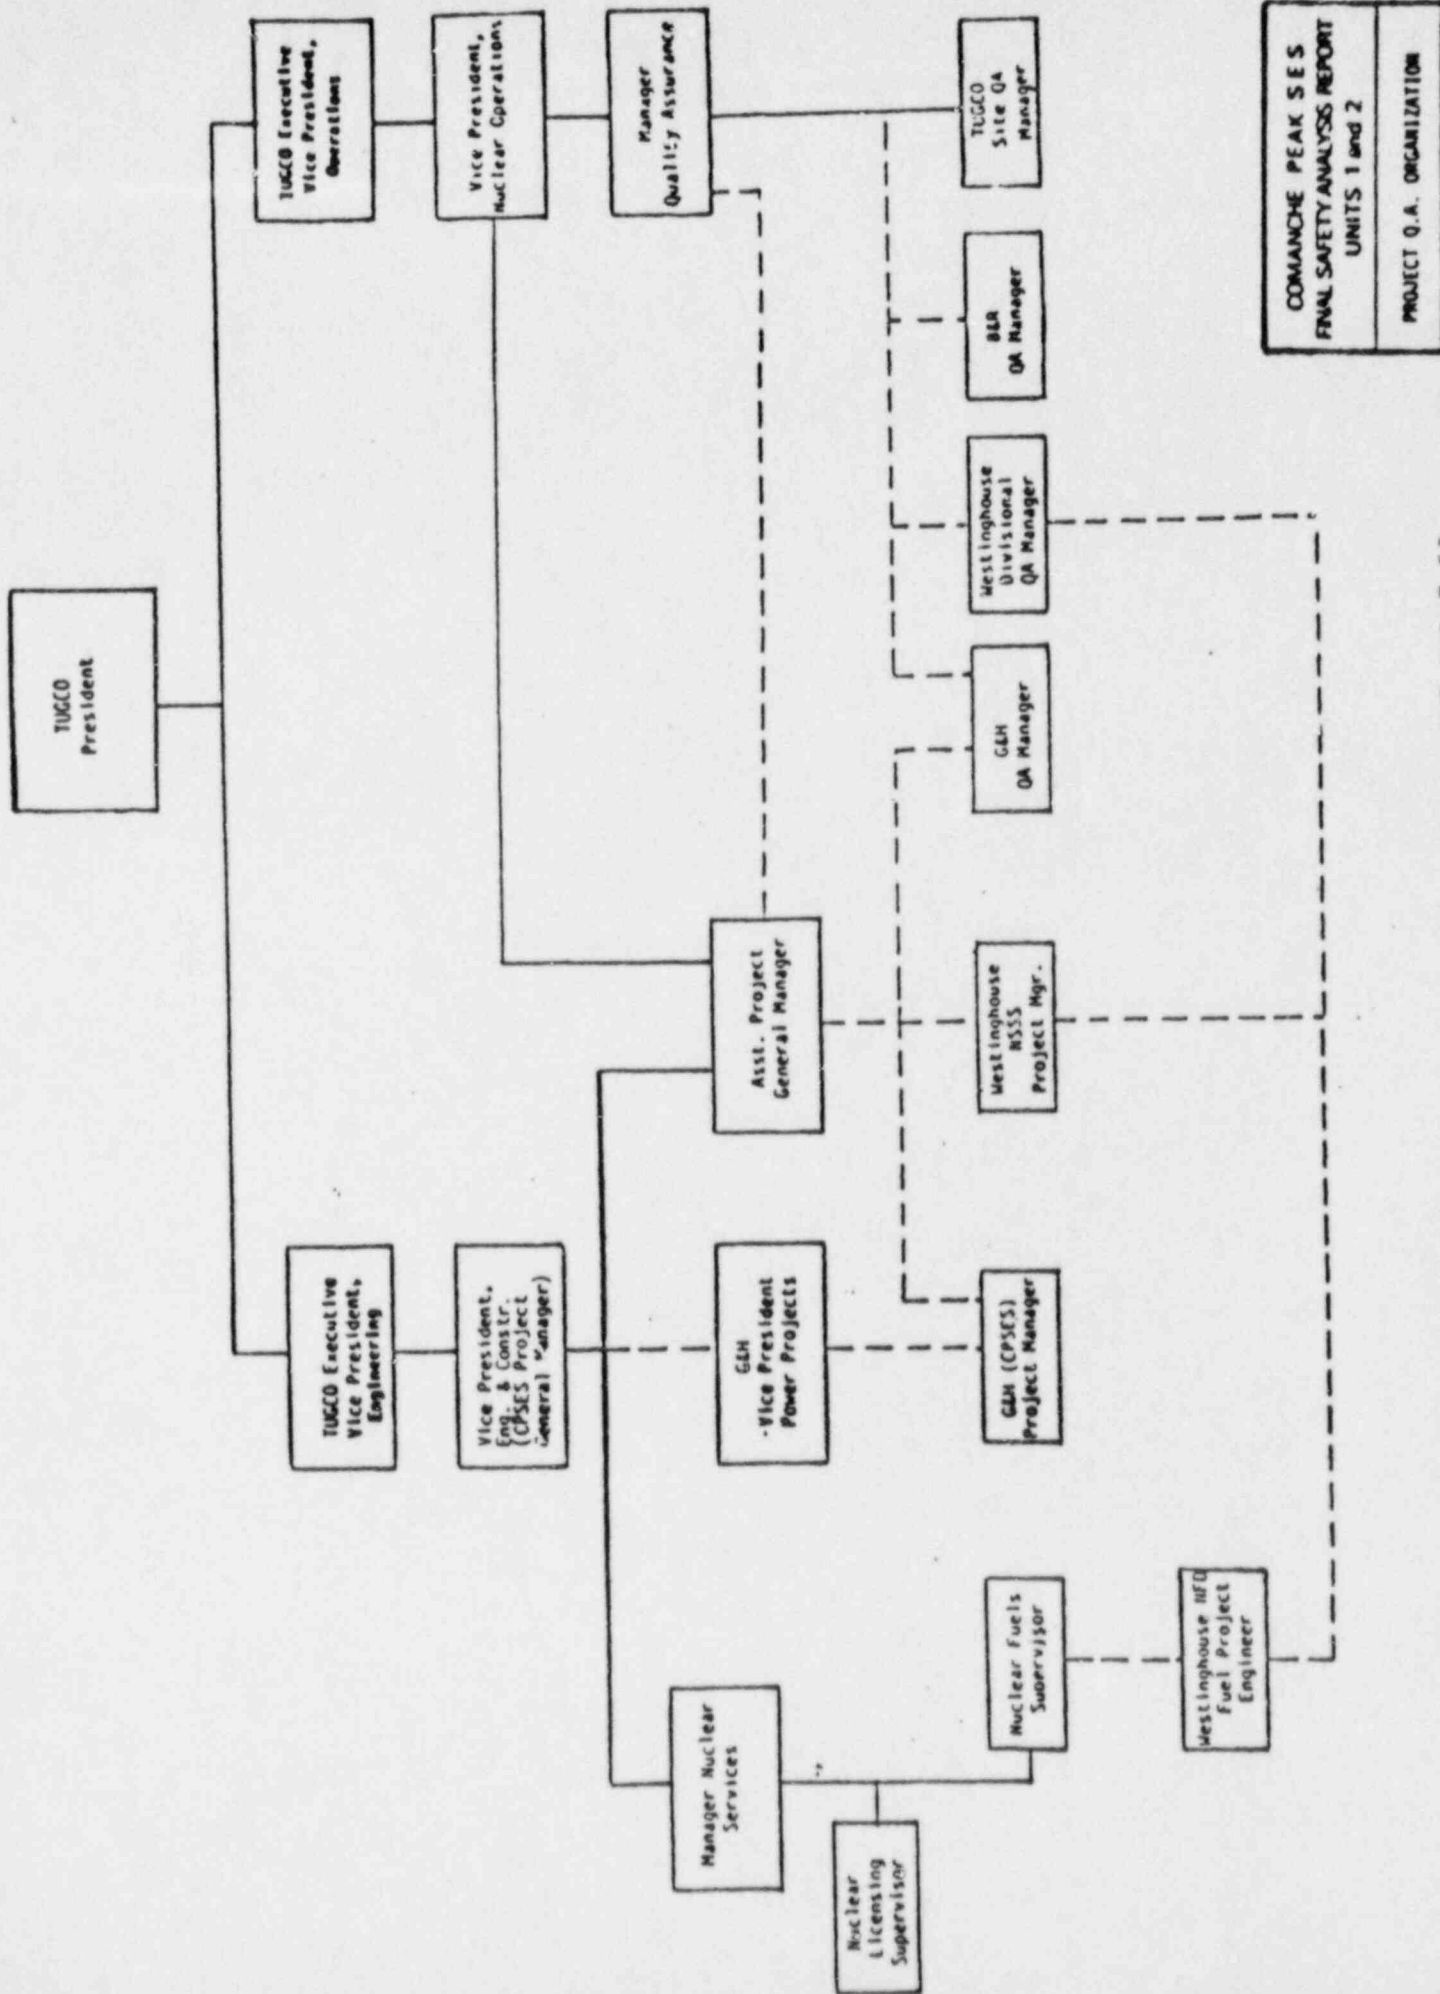 TUGCO
President
TUGCO Executive
Vice President,
Engineering
TUGCO Executive
Vice President,
Operations
Vice President,
Eng. & Constr.
(CPSES Project
General Manager)
Vice President,
Nuclear Operations
Manager Nuclear
Services
G&H
-Vice President
Power Projects
Asst. Project
General Manager
Manager
Quality Assurance
Nuclear
Licensing
Supervisor
Nuclear Fuels
Supervisor
G&H (CPSES)
Project Manager
Westinghouse
NSSS
Project Mgr.
G&H
QA Manager
Westinghouse
Divisional
QA Manager
B&R
QA Manager
TUGCO
Site QA
Manager
Westinghouse NFD
Fuel Project
Engineer
COMANCHE PEAK S E S
FINAL SAFETY ANALYSIS REPORT
UNITS 1 and 2
PROJECT Q.A. ORGANIZATION